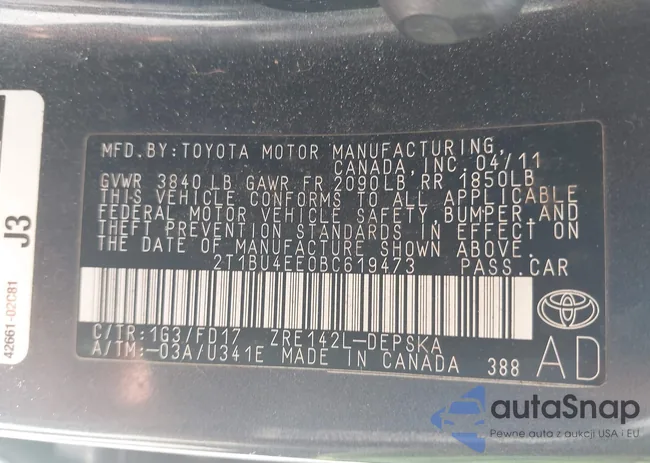 MFD.BY:TOYOTA MOTOR MANUFACTURING,
CANADA,INC. 04/11
GVWR 3840 LB GAWR FR 2090LB RR 1850LB
THIS VEHICLE CONFORMS TO ALL APPLICABLE
FEDERAL MOTOR VEHICLE SAFETY,BUMPER,AND
THEFT PREVENTION STANDARDS IN EFFECT ON
THE DATE OF MANUFACTURE SHOWN ABOVE.
2T1BU4EE0BC619473 PASS.CAR
C/TR:1G3/FD17 ZRE142L-DEPSKA
A/TM:-03A/U341E MADE IN CANADA 388
AD
J3
42661-02C81
autaSnap
Pewne auta z aukcji USA i EU